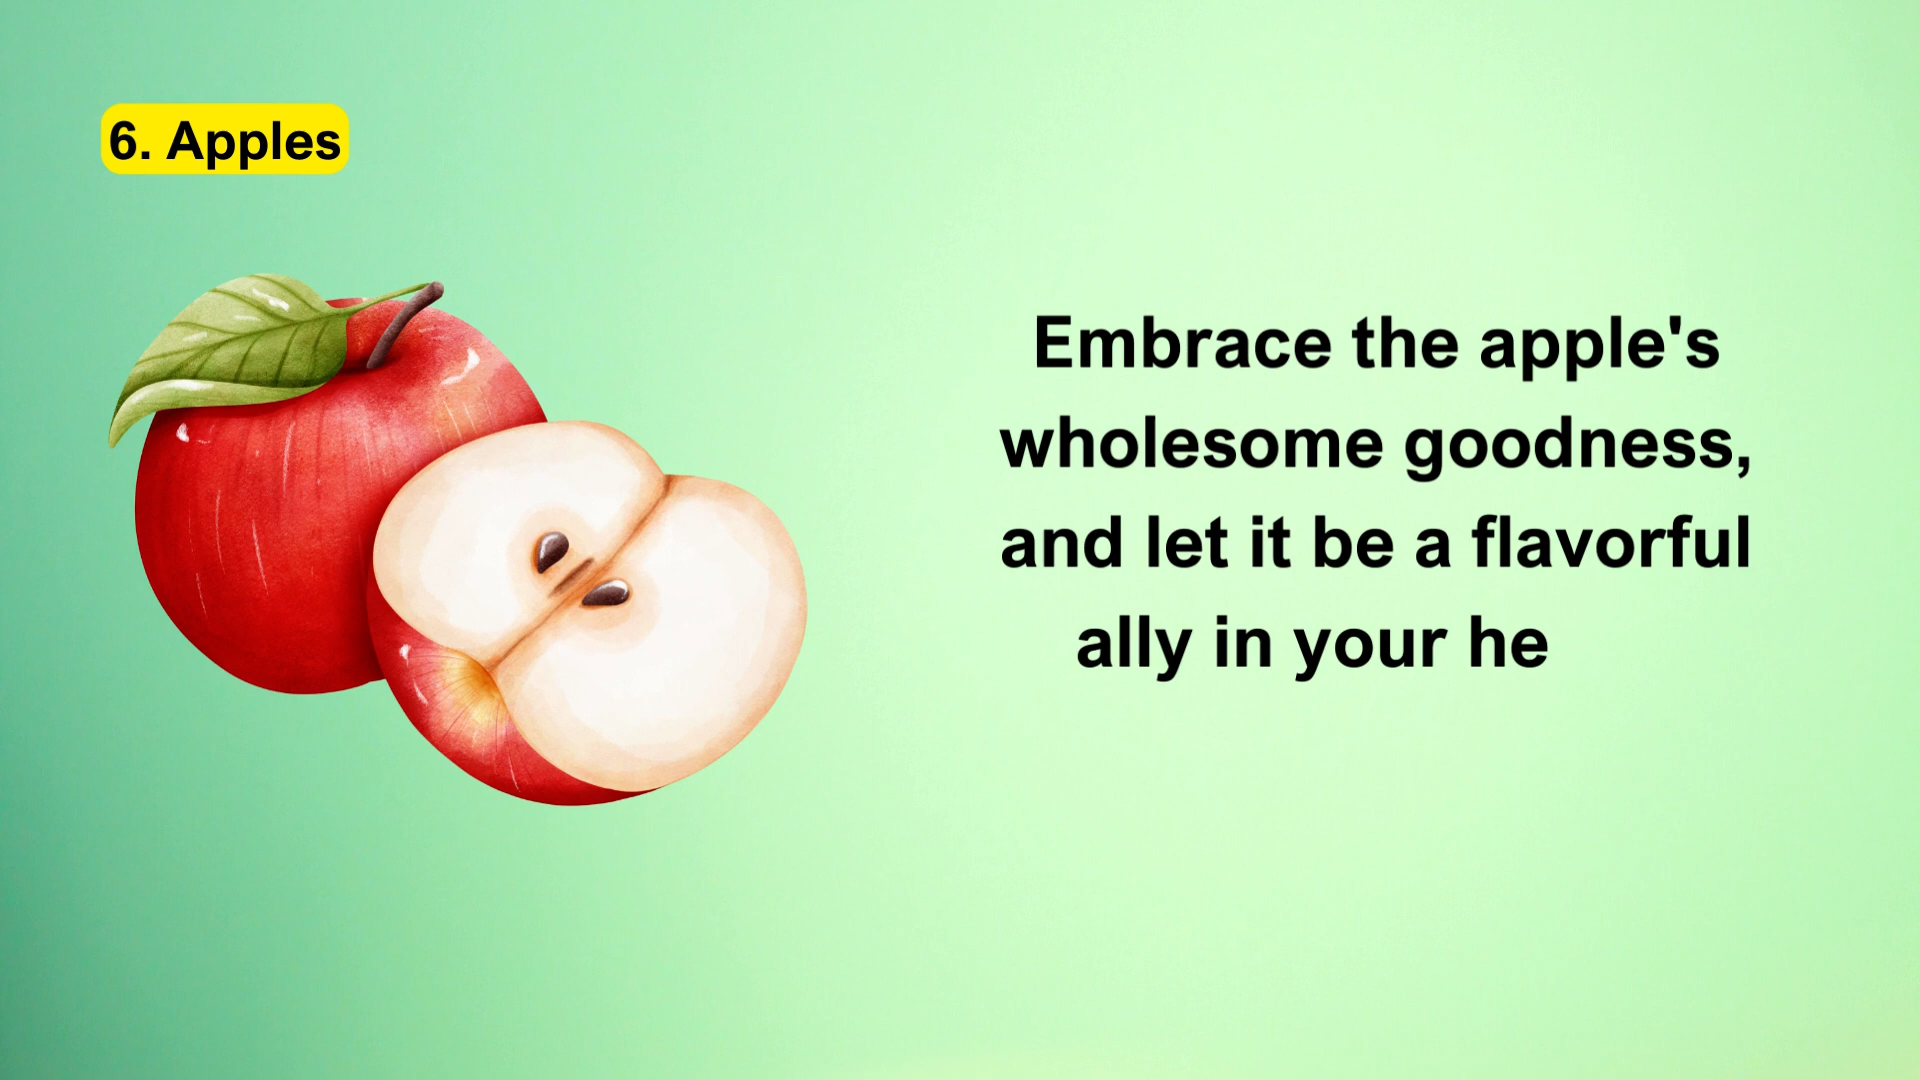 6. Apples
Embrace the apple's
wholesome goodness,
and let it be a flavorful
ally in your he